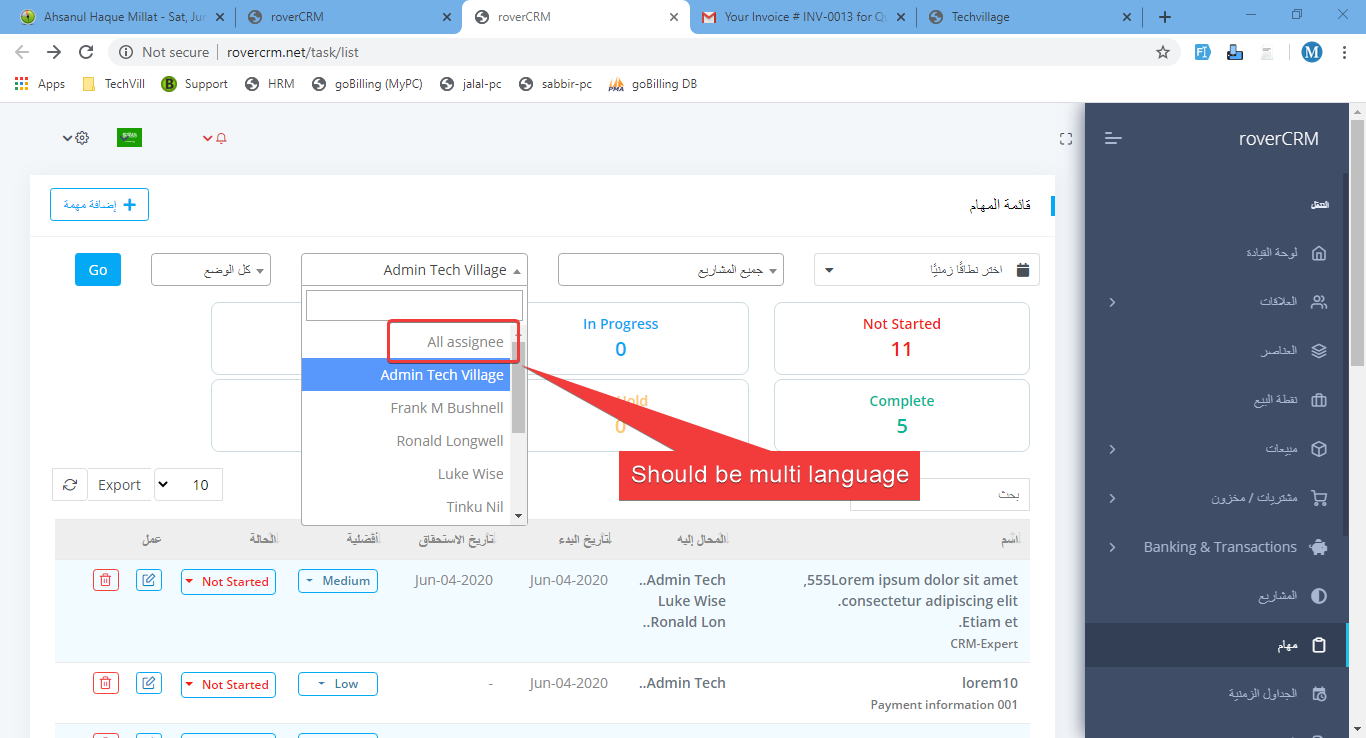 Ahsanul Haque Millat - Sat, Jun
roverCRM
roverCRM
Your Invoice # INV-0013 for Qu
Techvillage
Not secure
rovercrm.net/task/list
M
Apps
TechVill
Support
HRM
goBilling (MyPC)
jalal-pc
sabbir-pc
goBilling DB
roverCRM
التنقل
لوحة القيادة
العلاقات
العناصر
نقطة البيع
مبيعات
مشتريات / مخزون
Banking & Transactions
المشاريع
مهام
الجداول الزمنية
قائمة المهام
إضافة مهمة
اختر نطاقًا زمنيًا
جميع المشاريع
Admin Tech Village
كل الوضع
Go
All assignee
Admin Tech Village
Frank M Bushnell
Ronald Longwell
Luke Wise
Tinku Nil
Not Started
11
In Progress
0
Complete
5
Hold
0
Should be multi language
بحث
10
Export
اسْم
المحال إليه
تأريخ البدء
تأريخ الاستحقاق
أفضلية
الحالة
عمل
,555Lorem ipsum dolor sit amet
.consectetur adipiscing elit
.Etiam et
CRM-Expert
..Admin Tech
Luke Wise
..Ronald Lon
Jun-04-2020
Jun-04-2020
Medium
Not Started
lorem10
Payment information 001
..Admin Tech
Jun-04-2020
-
Low
Not Started